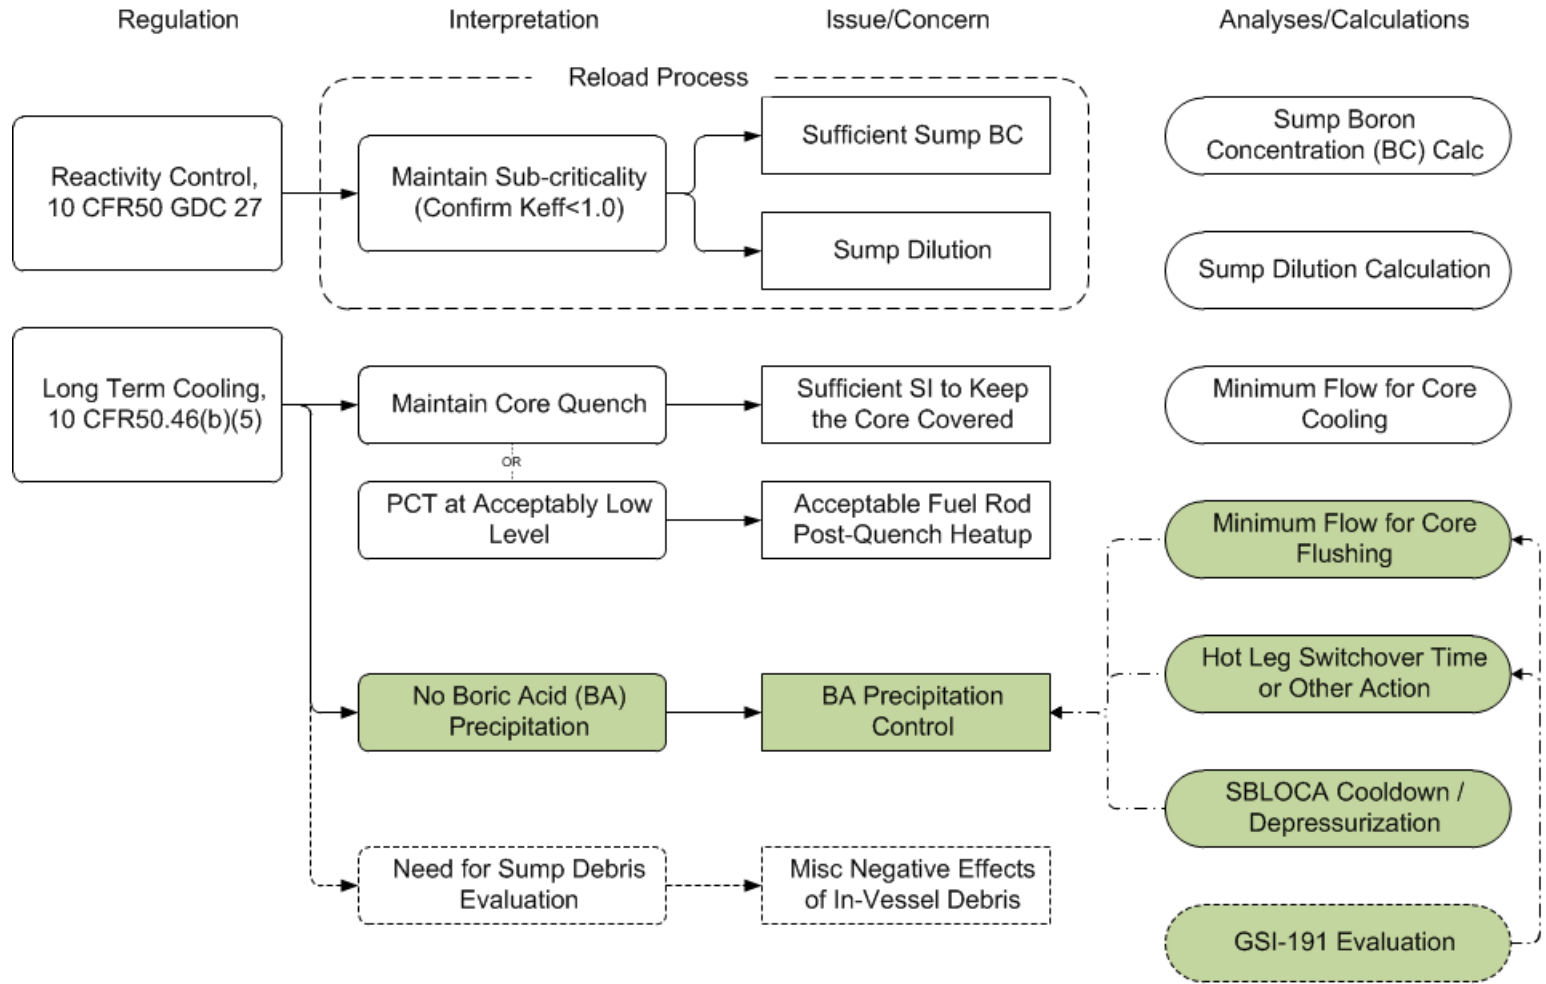 Regulation
Interpretation
Issue/Concern
Analyses/Calculations
Reload Process
Reactivity Control,
10 CFR50 GDC 27
Maintain Sub-criticality
(Confirm Keff<1.0)
Sufficient Sump BC
Sump Dilution
Sump Boron
Concentration (BC) Calc
Sump Dilution Calculation
Long Term Cooling,
10 CFR50.46(b)(5)
Maintain Core Quench
Sufficient SI to Keep
the Core Covered
Minimum Flow for Core
Cooling
OR
PCT at Acceptably Low
Level
Acceptable Fuel Rod
Post-Quench Heatup
Minimum Flow for Core
Flushing
No Boric Acid (BA)
Precipitation
BA Precipitation
Control
Hot Leg Switchover Time
or Other Action
SBLOCA Cooldown /
Depressurization
Need for Sump Debris
Evaluation
Misc Negative Effects
of In-Vessel Debris
GSI-191 Evaluation